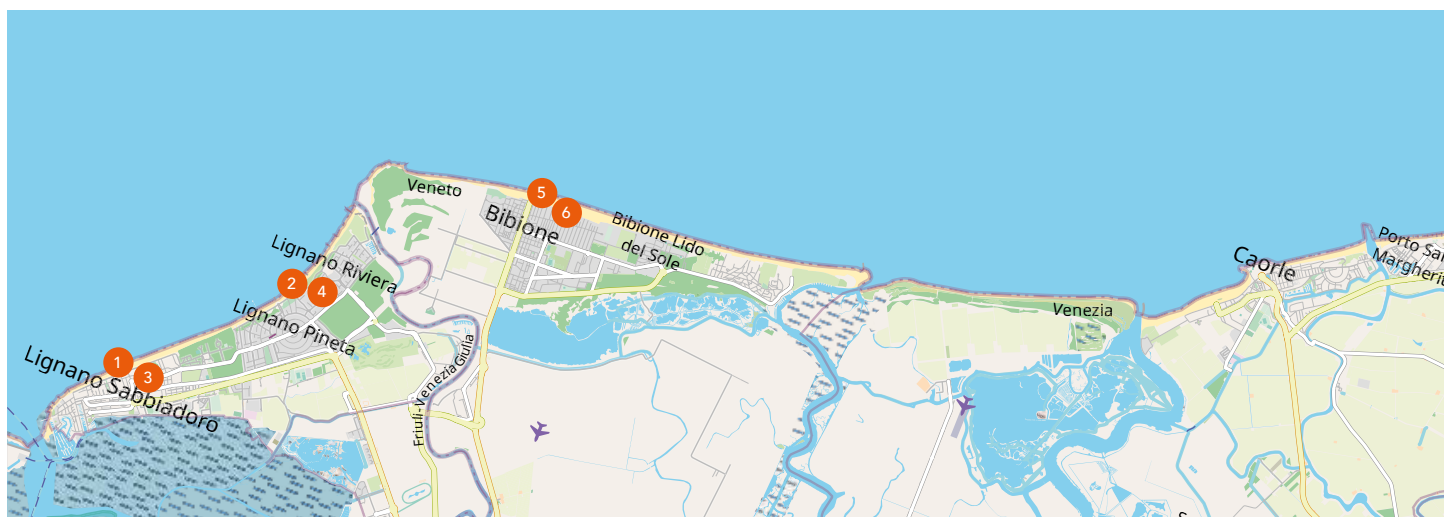 Veneto
5
6
Bibione
Bibione Lido
del Sole
Lignano Riviera
2
4
Lignano Pineta
1
3
Lignano Sabbiadoro
Friuli-Venezia Giulia
Venezia
Caorle
Porto Sa
Margherit